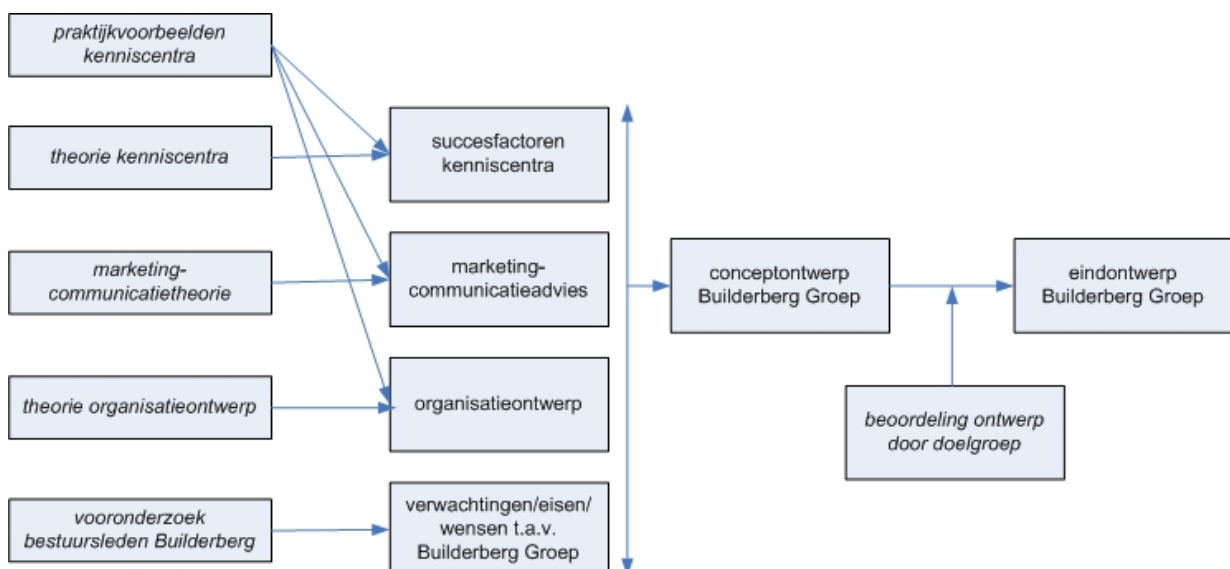 praktijkvoorbeelden
kenniscentra
theorie kenniscentra
marketing-
communicatietheorie
theorie organisatieontwerp
vooronderzoek
bestuursleden Builderberg
succesfactoren
kenniscentra
marketing-
communicatieadvies
organisatieontwerp
verwachtingen/eisen/
wensen t.a.v.
Builderberg Groep
conceptontwerp
Builderberg Groep
eindontwerp
Builderberg Groep
beoordeling ontwerp
door doelgroep